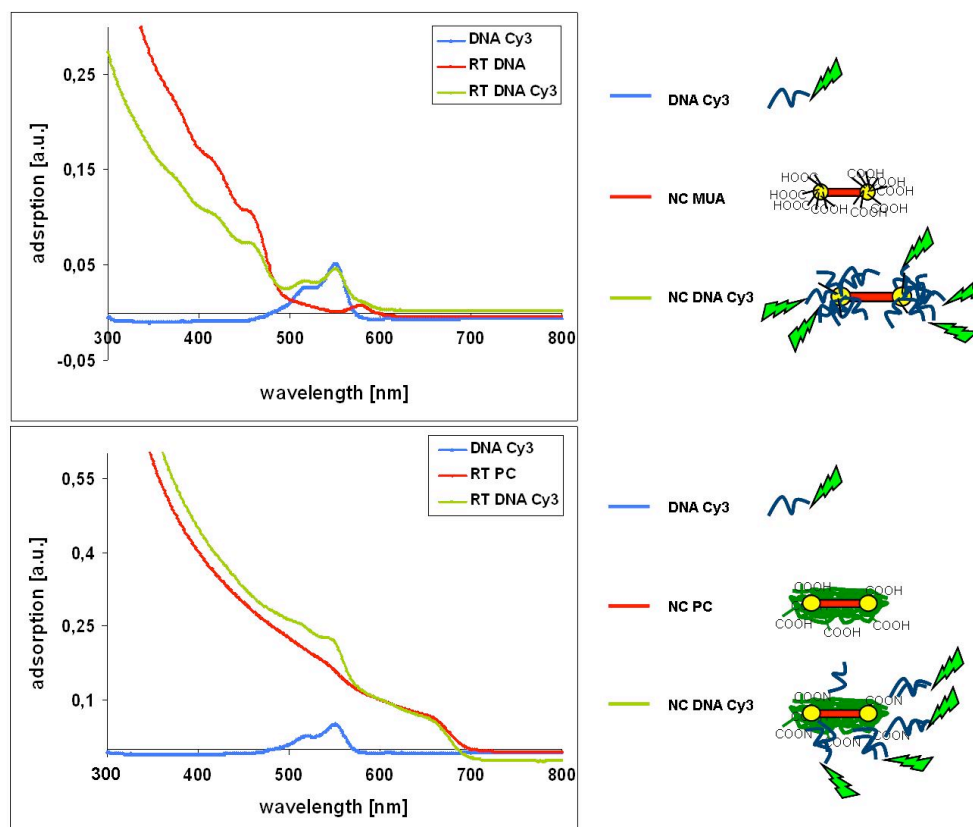 DNA Cy3
RT DNA
RT DNA Cy3
0,25
0,15
0,05
-0,05
adsrption [a.u.]
300 400 500 600 700 800
wavelength [nm]
DNA Cy3
NC MUA
HOOC COOH
COOH
HOOC COOH
HOOC COOH COOH
COOH
NC DNA Cy3
DNA Cy3
RT PC
RT DNA Cy3
0,55
0,4
0,25
0,1
adsorption [a.u.]
300 400 500 600 700 800
wavelength [nm]
DNA Cy3
NC PC
COOH COOH
COOH COOH
COOH
NC DNA Cy3
COON COON
COON COON
COON